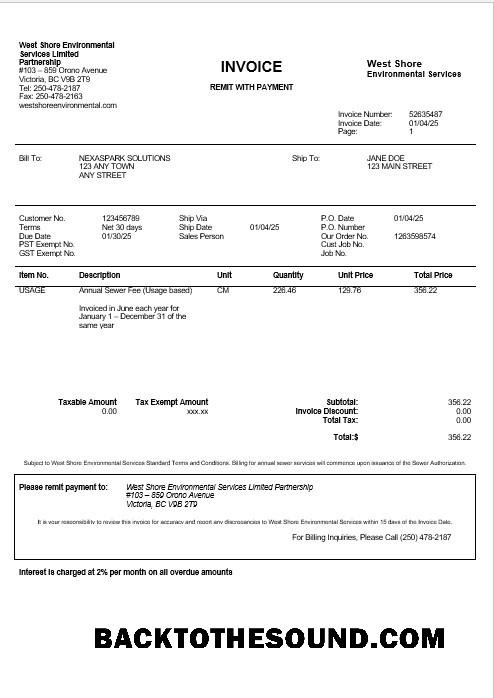 West Shore Environmental
Services Limited
Partnership
#103 – 859 Orono Avenue
Victoria, BC V9B 2T9
Tel: 250-478-2187
Fax: 250-478-2163
westshoreenvironmental.com
INVOICE
REMIT WITH PAYMENT
West Shore
Environmental Services
Invoice Number: 52635487
Invoice Date: 01/04/25
Page: 1
Bill To: NEXASPARK SOLUTIONS
123 ANY TOWN
ANY STREET
Ship To: JANE DOE
123 MAIN STREET
Customer No. 123456789 Ship Via P.O. Date 01/04/25
Terms Net 30 days Ship Date 01/04/25 P.O. Number
Due Date 01/30/25 Sales Person Our Order No. 1263598574
PST Exempt No. Cust Job No.
GST Exempt No. Job No.
Item No. Description Unit Quantity Unit Price Total Price
USAGE Annual Sewer Fee (Usage based) CM 226.46 129.76 356.22
Invoiced in June each year for
January 1 – December 31 of the
same year
Taxable Amount Tax Exempt Amount Subtotal: 356.22
0.00 xxx.xx Invoice Discount: 0.00
Total Tax: 0.00
Total:$ 356.22
Subject to West Shore Environmental Services Standard Terms and Conditions. Billing for annual sewer services will commence upon issuance of the Sewer Authorization.
Please remit payment to: West Shore Environmental Services Limited Partnership
#103 – 859 Orono Avenue
Victoria, BC V9B 2T9
It is your responsibility to review this invoice for accuracy and report any discrepancies to West Shore Environmental Services within 15 days of the Invoice Date.
For Billing Inquiries, Please Call (250) 478-2187
Interest is charged at 2% per month on all overdue amounts
BACKTOTHESOUND.COM